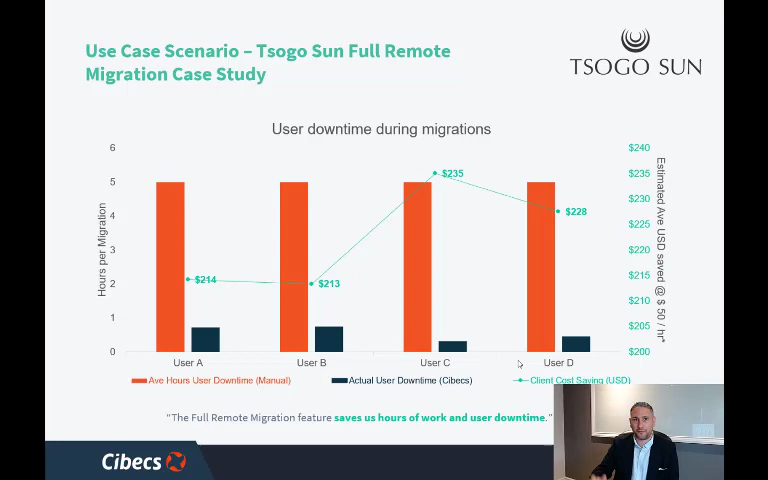 Use Case Scenario – Tsogo Sun Full Remote
Migration Case Study
TSOGO SUN
User downtime during migrations
6
5
4
3
2
1
0
Hours per Migration
$240
$235
$230
$225
$220
$215
$210
$205
$200
Estimated Ave USD saved @ $ 50 / hr*
$214
$213
$235
$228
User A
User B
User C
User D
Ave Hours User Downtime (Manual)
Actual User Downtime (Cibecs)
Client Cost Saving (USD)
"The Full Remote Migration feature saves us hours of work and user downtime."
Cibecs